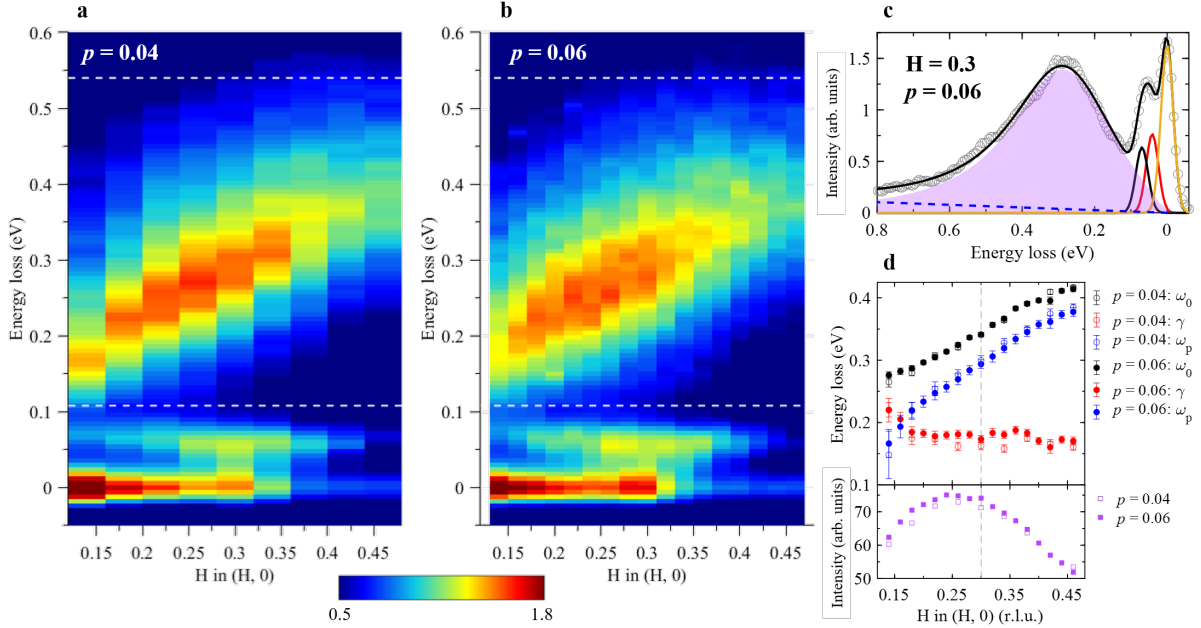 a
p = 0.04
0.6
0.5
0.4
0.3
0.2
0.1
0
Energy loss (eV)
0.15
0.2
0.25
0.3
0.35
0.4
0.45
H in (H, 0)
b
p = 0.06
0.6
0.5
0.4
0.3
0.2
0.1
0
Energy loss (eV)
0.15
0.2
0.25
0.3
0.35
0.4
0.45
H in (H, 0)
0.5
1.8
c
H = 0.3
p = 0.06
1.5
1
0.5
0
Intensity (arb. units)
0.8
0.6
0.4
0.2
0
Energy loss (eV)
d
0.4
0.3
0.2
0.1
Energy loss (eV)
p = 0.04: ω₀
p = 0.04: γ
p = 0.04: ωₚ
p = 0.06: ω₀
p = 0.06: γ
p = 0.06: ωₚ
70
60
50
Intensity (arb. units)
p = 0.04
p = 0.06
0.15
0.25
0.35
0.45
H in (H, 0) (r.l.u.)